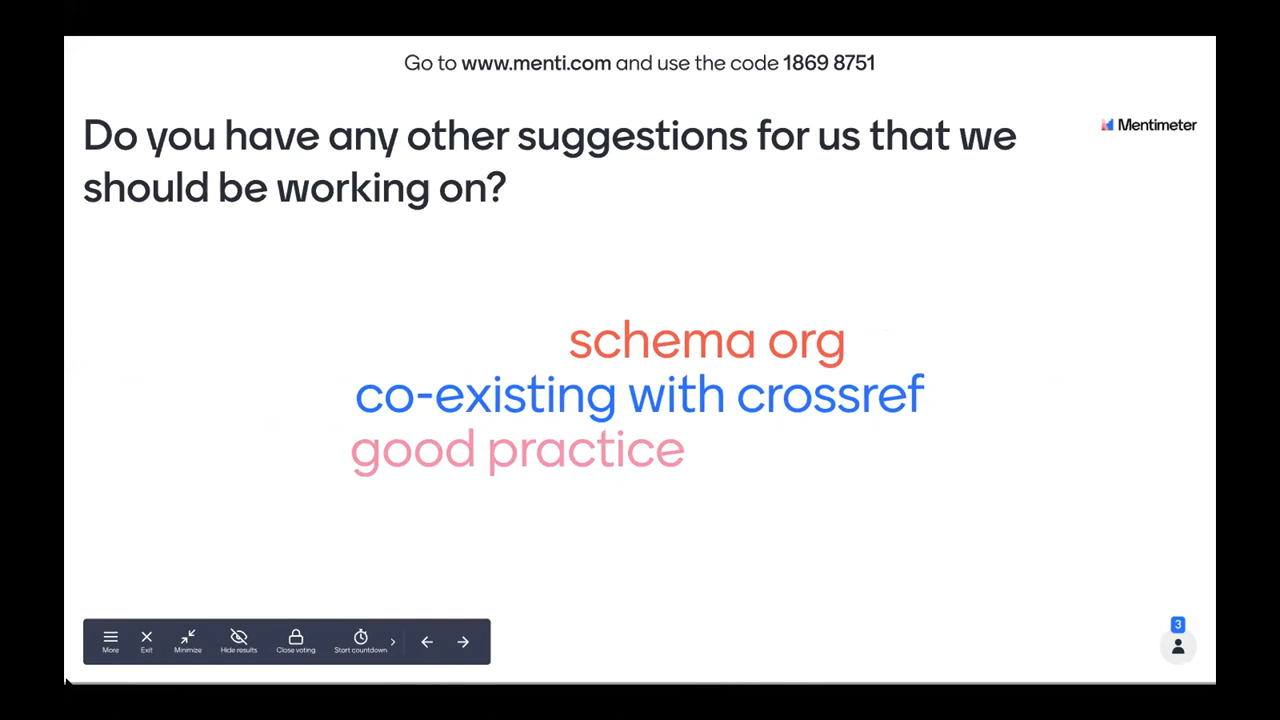 Go to www.menti.com and use the code 1869 8751
Do you have any other suggestions for us that we
should be working on?
Mentimeter
schema org
co-existing with crossref
good practice
More
Exit
Minimize
Hide results
Close voting
Start countdown
3